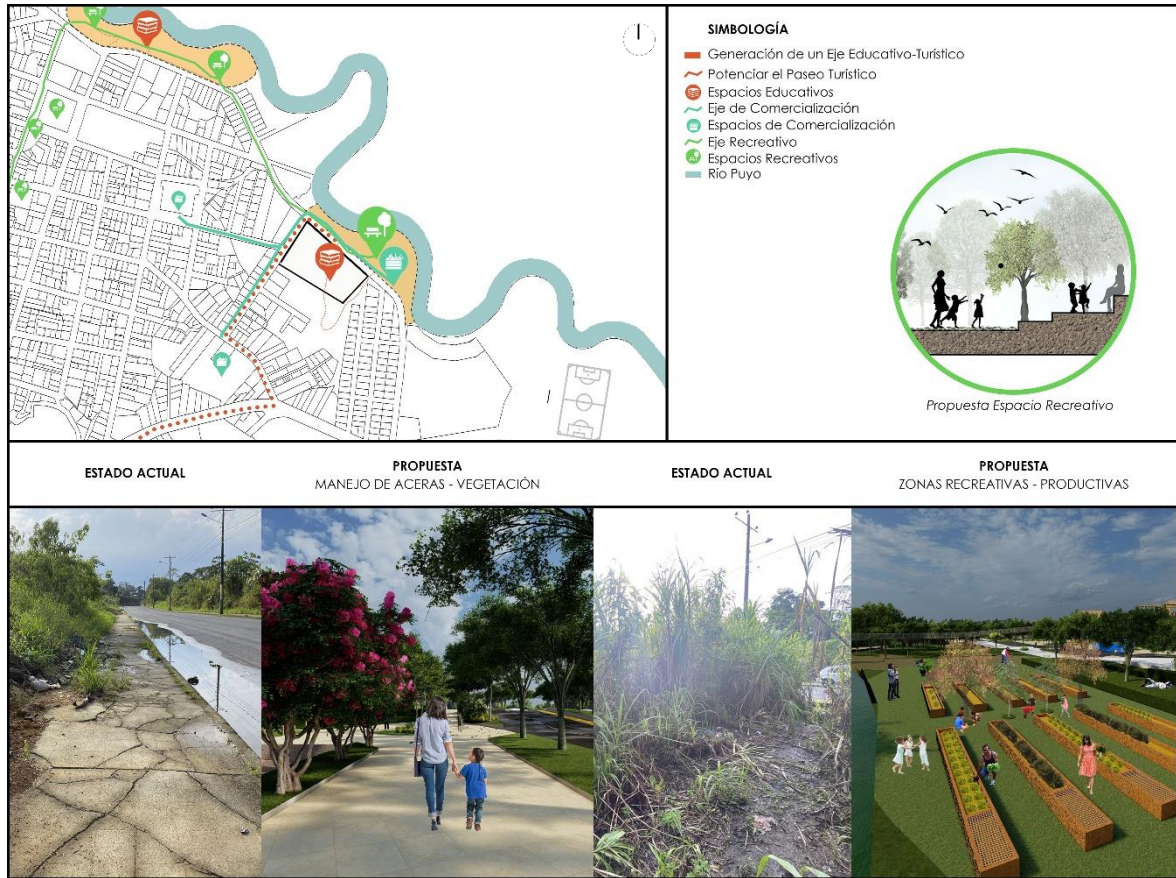 SIMBOLOGÍA
Generación de un Eje Educativo-Turístico
Potenciar el Paseo Turístico
Espacios Educativos
Eje de Comercialización
Espacios de Comercialización
Eje Recreativo
Espacios Recreativos
Río Puyo
Propuesta Espacio Recreativo
ESTADO ACTUAL
PROPUESTA
MANEJO DE ACERAS - VEGETACIÓN
ESTADO ACTUAL
PROPUESTA
ZONAS RECREATIVAS - PRODUCTIVAS